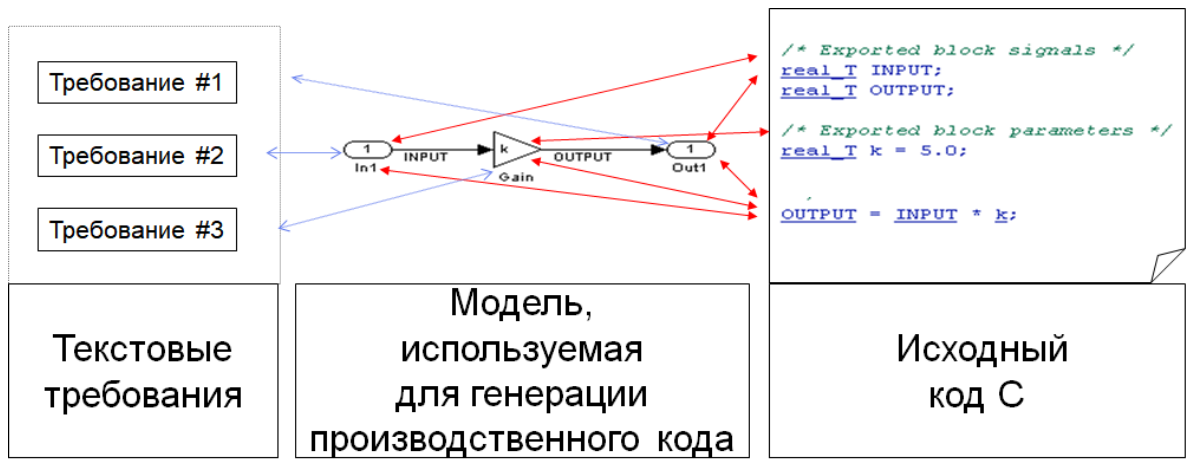 Требование #1
Требование #2
Требование #3
1
INPUT
In1
k
Gain
OUTPUT
1
Out1
/* Exported block signals */
real_T INPUT;
real_T OUTPUT;
/* Exported block parameters */
real_T k = 5.0;
OUTPUT = INPUT * k;
Текстовые
требования
Модель,
используемая
для генерации
производственного кода
Исходный
код С